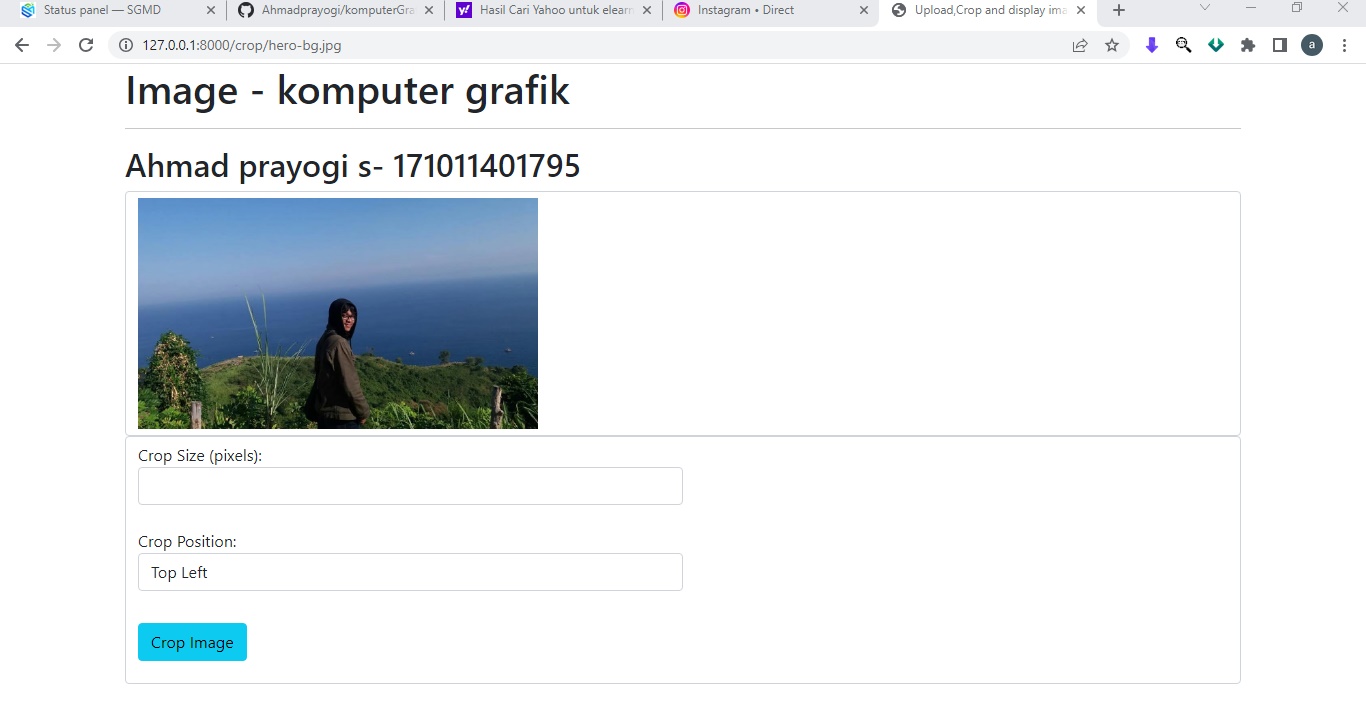 Status panel — SGMD
Ahmadprayogi/komputerGra
Hasil Cari Yahoo untuk elearn
Instagram • Direct
Upload,Crop and display ima
127.0.0.1:8000/crop/hero-bg.jpg
a
Image - komputer grafik
Ahmad prayogi s- 171011401795
Crop Size (pixels):
Crop Position:
Top Left
Crop Image